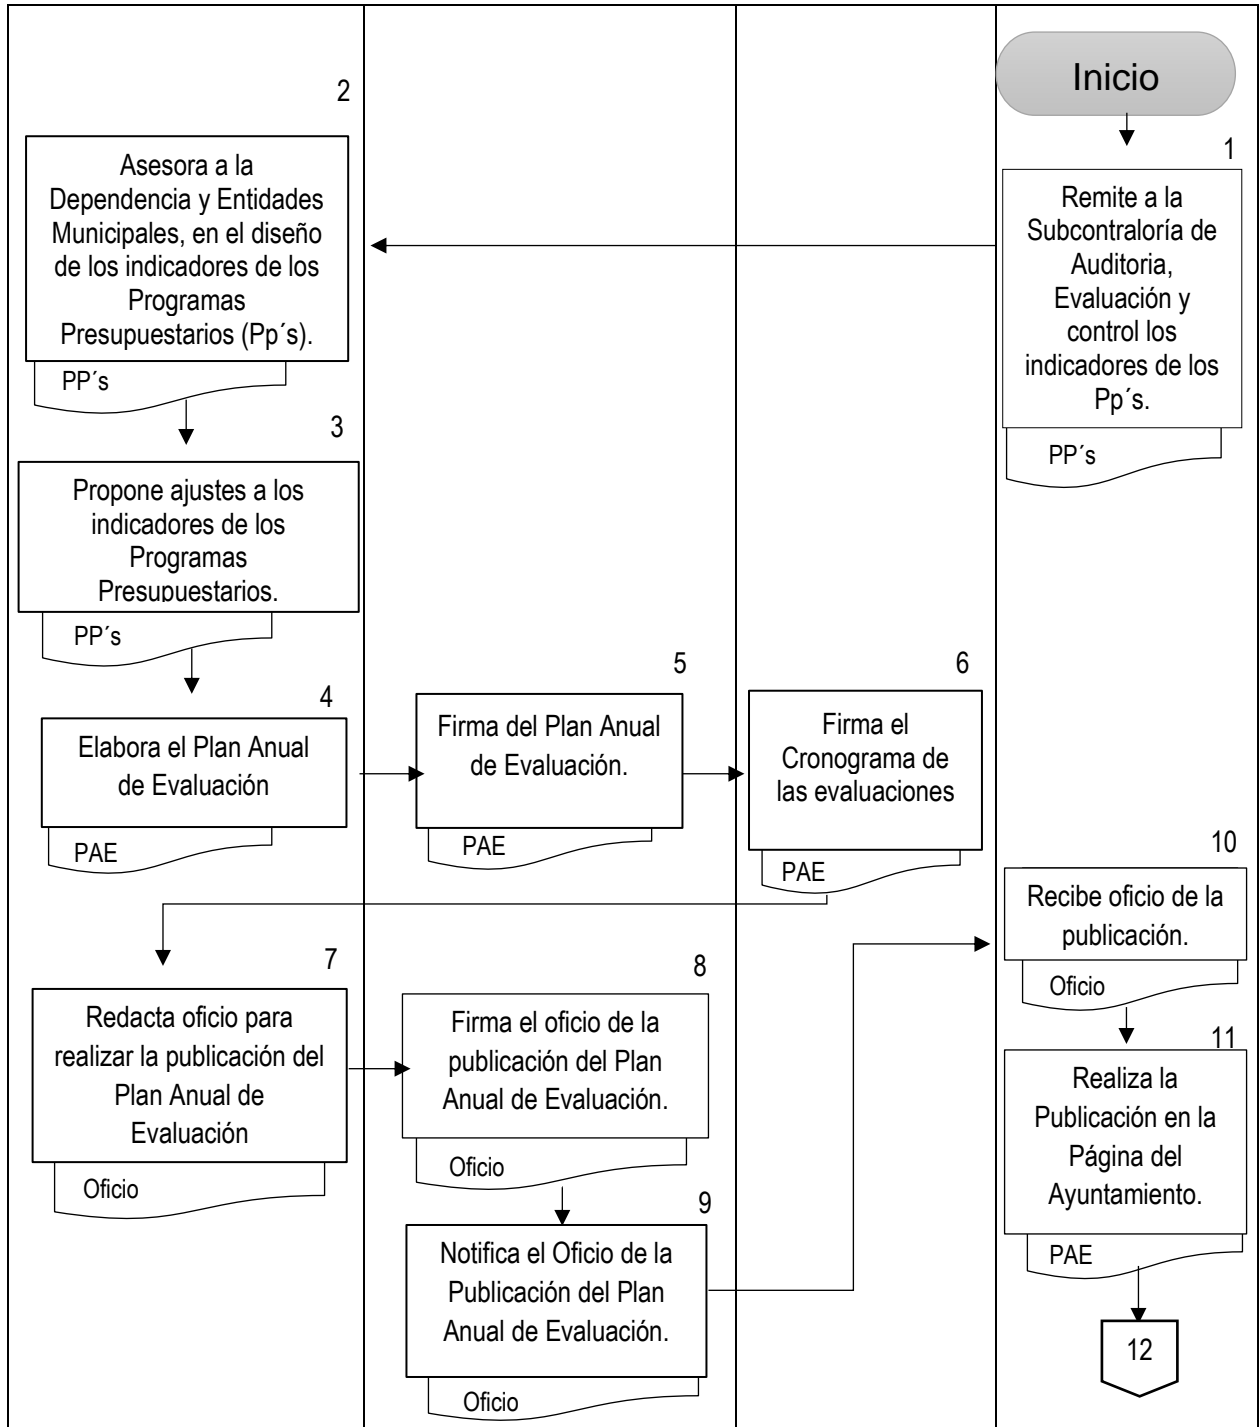 Inicio
1
Remite a la
Subcontraloría de
Auditoria,
Evaluación y
control los
indicadores de los
Pp´s.
PP´s
2
Asesora a la
Dependencia y Entidades
Municipales, en el diseño
de los indicadores de los
Programas
Presupuestarios (Pp´s).
PP´s
3
Propone ajustes a los
indicadores de los
Programas
Presupuestarios.
PP´s
4
Elabora el Plan Anual
de Evaluación
PAE
5
Firma del Plan Anual
de Evaluación.
PAE
6
Firma el
Cronograma de
las evaluaciones
PAE
7
Redacta oficio para
realizar la publicación del
Plan Anual de
Evaluación
Oficio
8
Firma el oficio de la
publicación del Plan
Anual de Evaluación.
Oficio
9
Notifica el Oficio de la
Publicación del Plan
Anual de Evaluación.
Oficio
10
Recibe oficio de la
publicación.
Oficio
11
Realiza la
Publicación en la
Página del
Ayuntamiento.
PAE
12